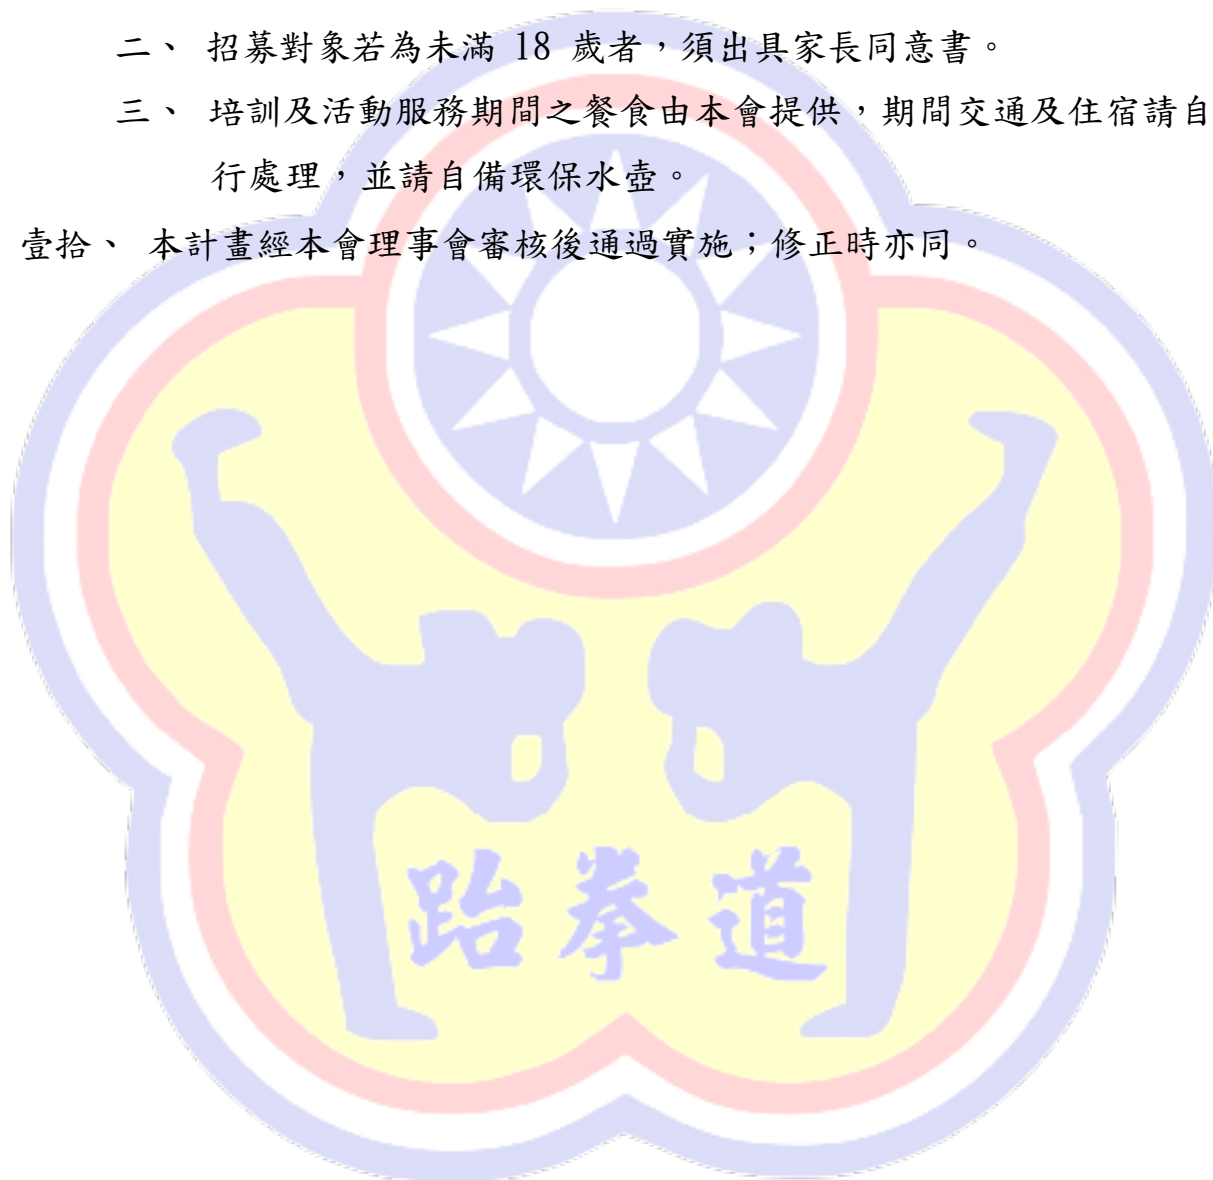 二、 招募對象若為未滿 18 歲者，須出具家長同意書。
三、 培訓及活動服務期間之餐食由本會提供，期間交通及住宿請自
行處理，並請自備環保水壺。
壹拾、 本計畫經本會理事會審核後通過實施；修正時亦同。
跆拳道